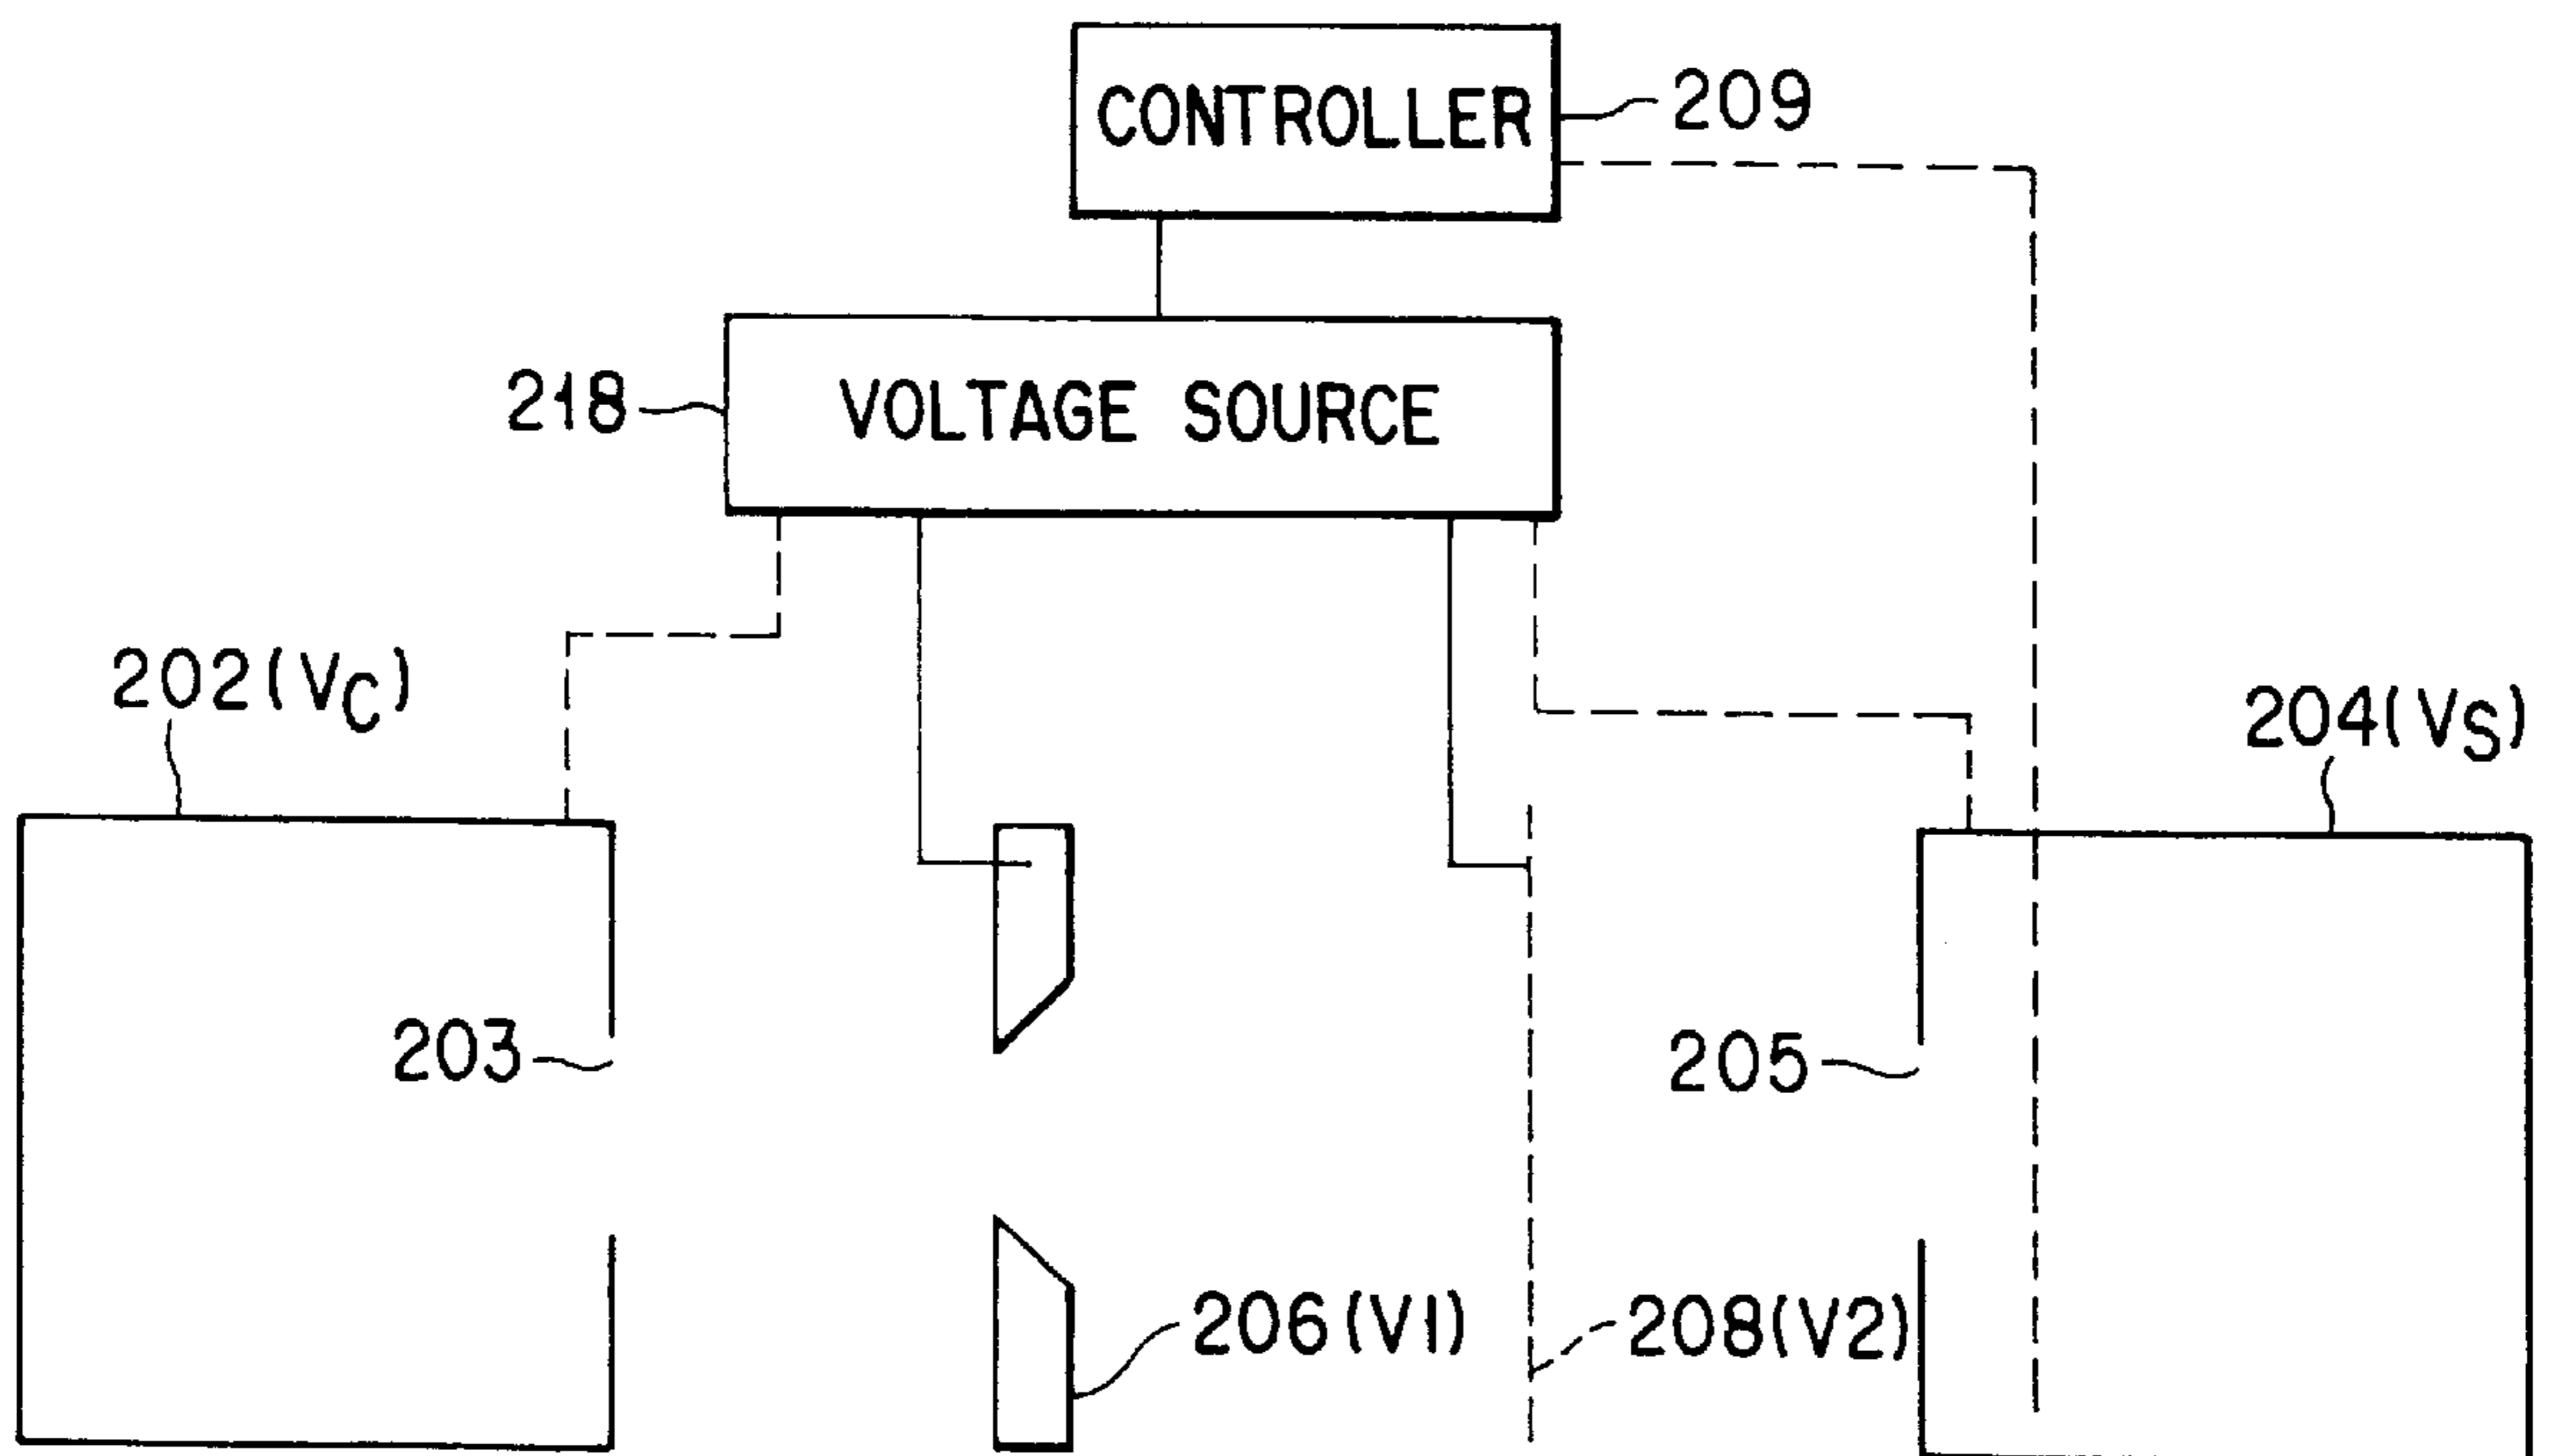 CONTROLLER
209
218
VOLTAGE SOURCE
202(VC)
204(VS)
203
205
206(V1)
208(V2)